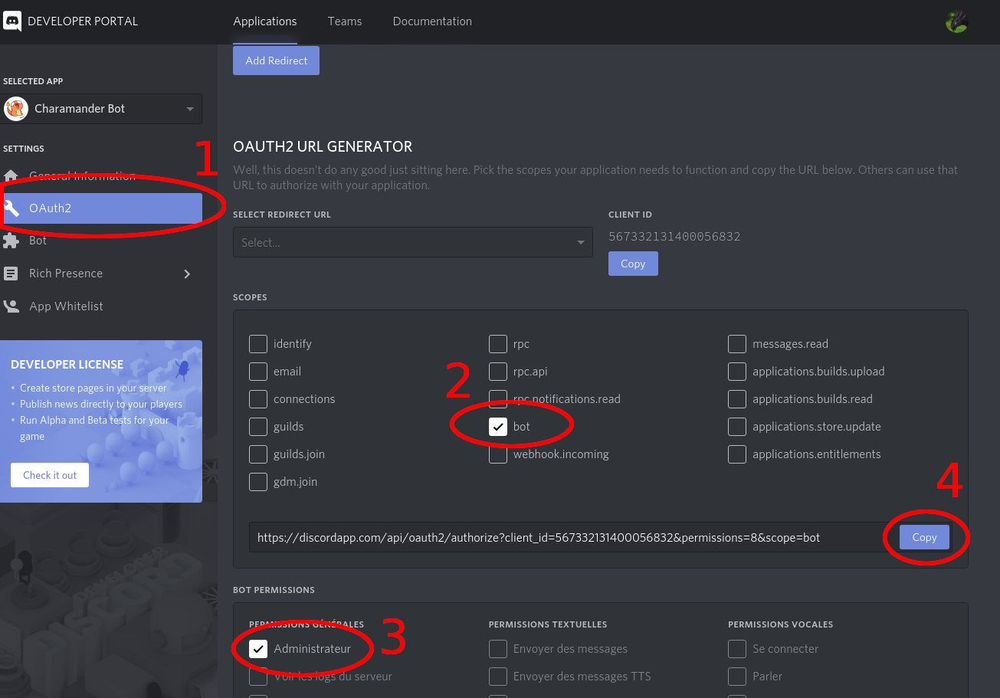 DEVELOPER PORTAL
Applications
Teams
Documentation
Add Redirect
SELECTED APP
Charamander Bot
SETTINGS
1
General Information
OAuth2
Bot
Rich Presence
App Whitelist
DEVELOPER LICENSE
• Create store pages in your server
• Publish news directly to your players
• Run Alpha and Beta tests for your
game
Check it out
OAUTH2 URL GENERATOR
Well, this doesn't do any good just sitting here. Pick the scopes your application needs to function and copy the URL below. Others can use that
URL to authorize with your application.
SELECT REDIRECT URL
Select...
CLIENT ID
567332131400056832
Copy
SCOPES
identify
email
connections
guilds
guilds.join
gdm.join
2
rpc
rpc.api
rpc.notifications.read
bot
webhook.incoming
messages.read
applications.builds.upload
applications.builds.read
applications.store.update
applications.entitlements
4
https://discordapp.com/api/oauth2/authorize?client_id=567332131400056832&permissions=8&scope=bot
Copy
BOT PERMISSIONS
PERMISSIONS GÉNÉRALES
3
Administrateur
Voir les logs du serveur
PERMISSIONS TEXTUELLES
Envoyer des messages
Envoyer des messages TTS
PERMISSIONS VOCALES
Se connecter
Parler